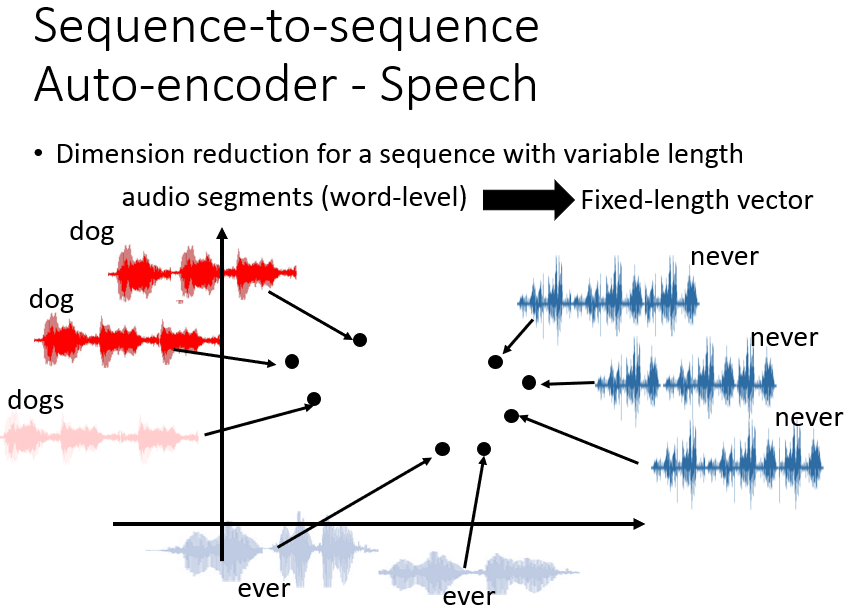 Sequence-to-sequence
Auto-encoder - Speech
• Dimension reduction for a sequence with variable length
audio segments (word-level)
Fixed-length vector
dog
never
dog
never
dogs
never
ever
ever